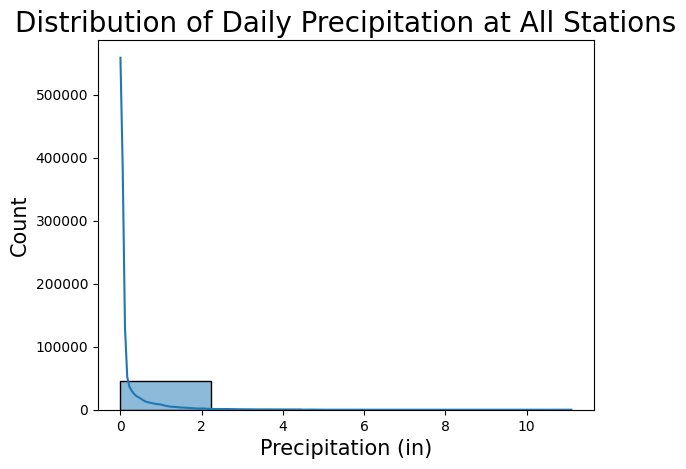 Distribution of Daily Precipitation at All Stations
500000
400000
300000
200000
100000
0
Count
0 2 4 6 8 10
Precipitation (in)